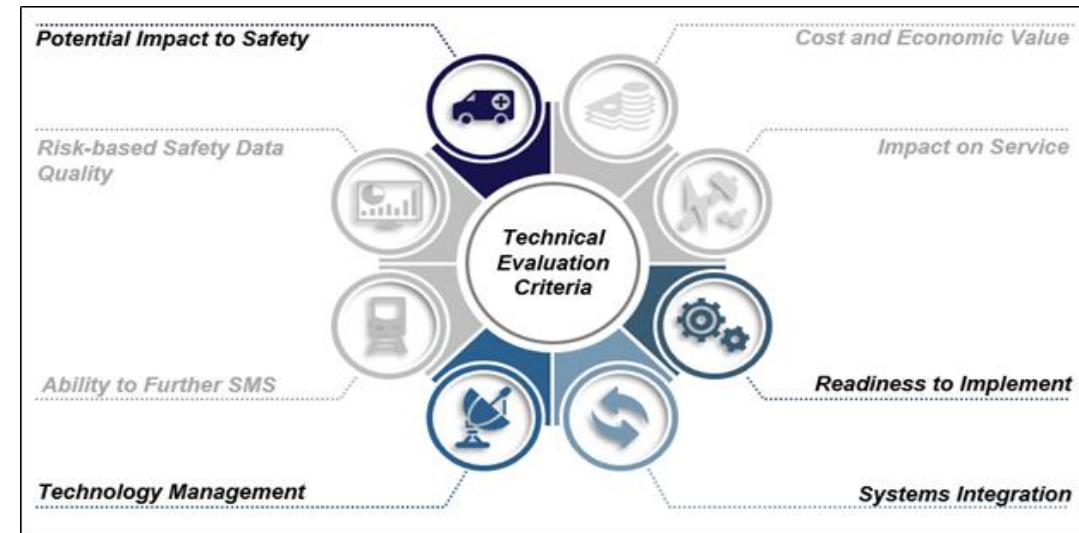 Potential Impact to Safety
Cost and Economic Value
Risk-based Safety Data
Quality
Impact on Service
Technical
Evaluation
Criteria
Ability to Further SMS
Readiness to Implement
Technology Management
Systems Integration